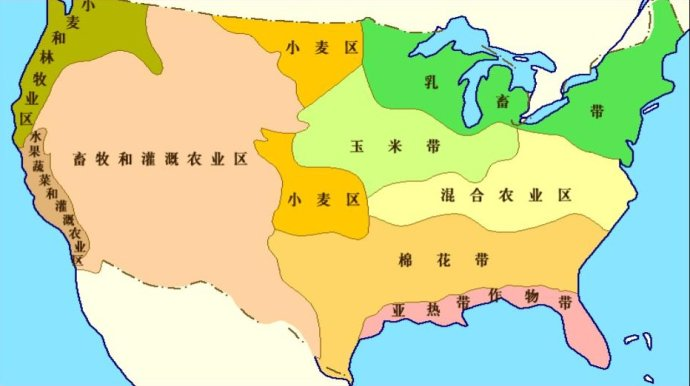 小麦和林牧业区
小麦区
乳畜带
玉米带
畜牧和灌溉农业区
水果蔬菜和灌溉农业区
小麦区
混合农业区
棉花带
亚热带作物带